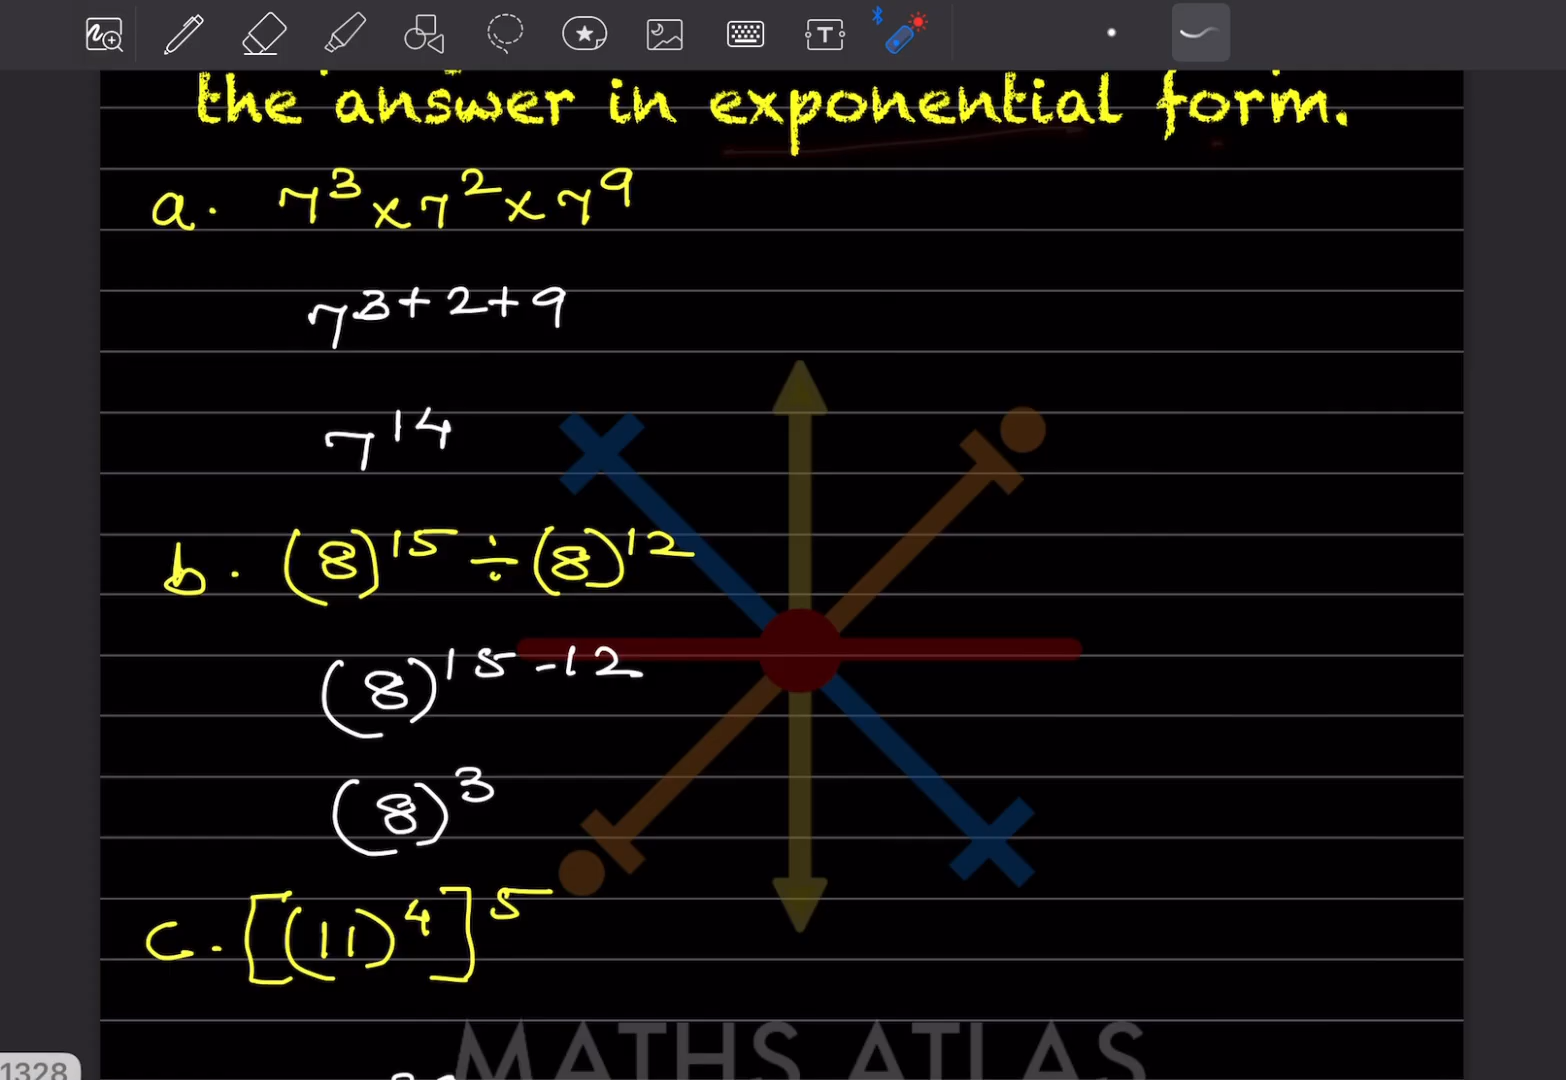 the answer in exponential form.
a. 7³ × 7² × 7⁹
7³⁺²⁺⁹
7¹⁴
b. (8)¹⁵ ÷ (8)¹²
(8)¹⁵⁻¹²
(8)³
c. [(11)⁴]⁵
MATHS ATLAS
1328